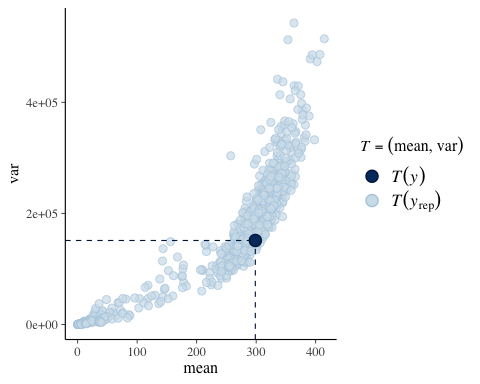 4e+05
2e+05
0e+00
var
0
100
200
300
400
mean
T = (mean, var)
T(y)
T(y_rep)